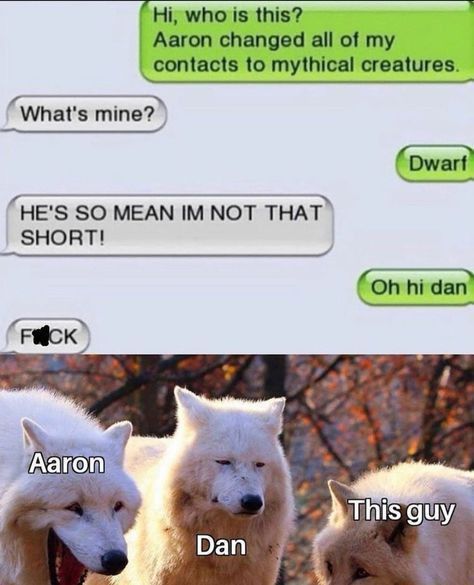 Hi, who is this?
Aaron changed all of my
contacts to mythical creatures.
What's mine?
Dwarf
HE'S SO MEAN IM NOT THAT
SHORT!
Oh hi dan
F CK
Aaron
Dan
This guy